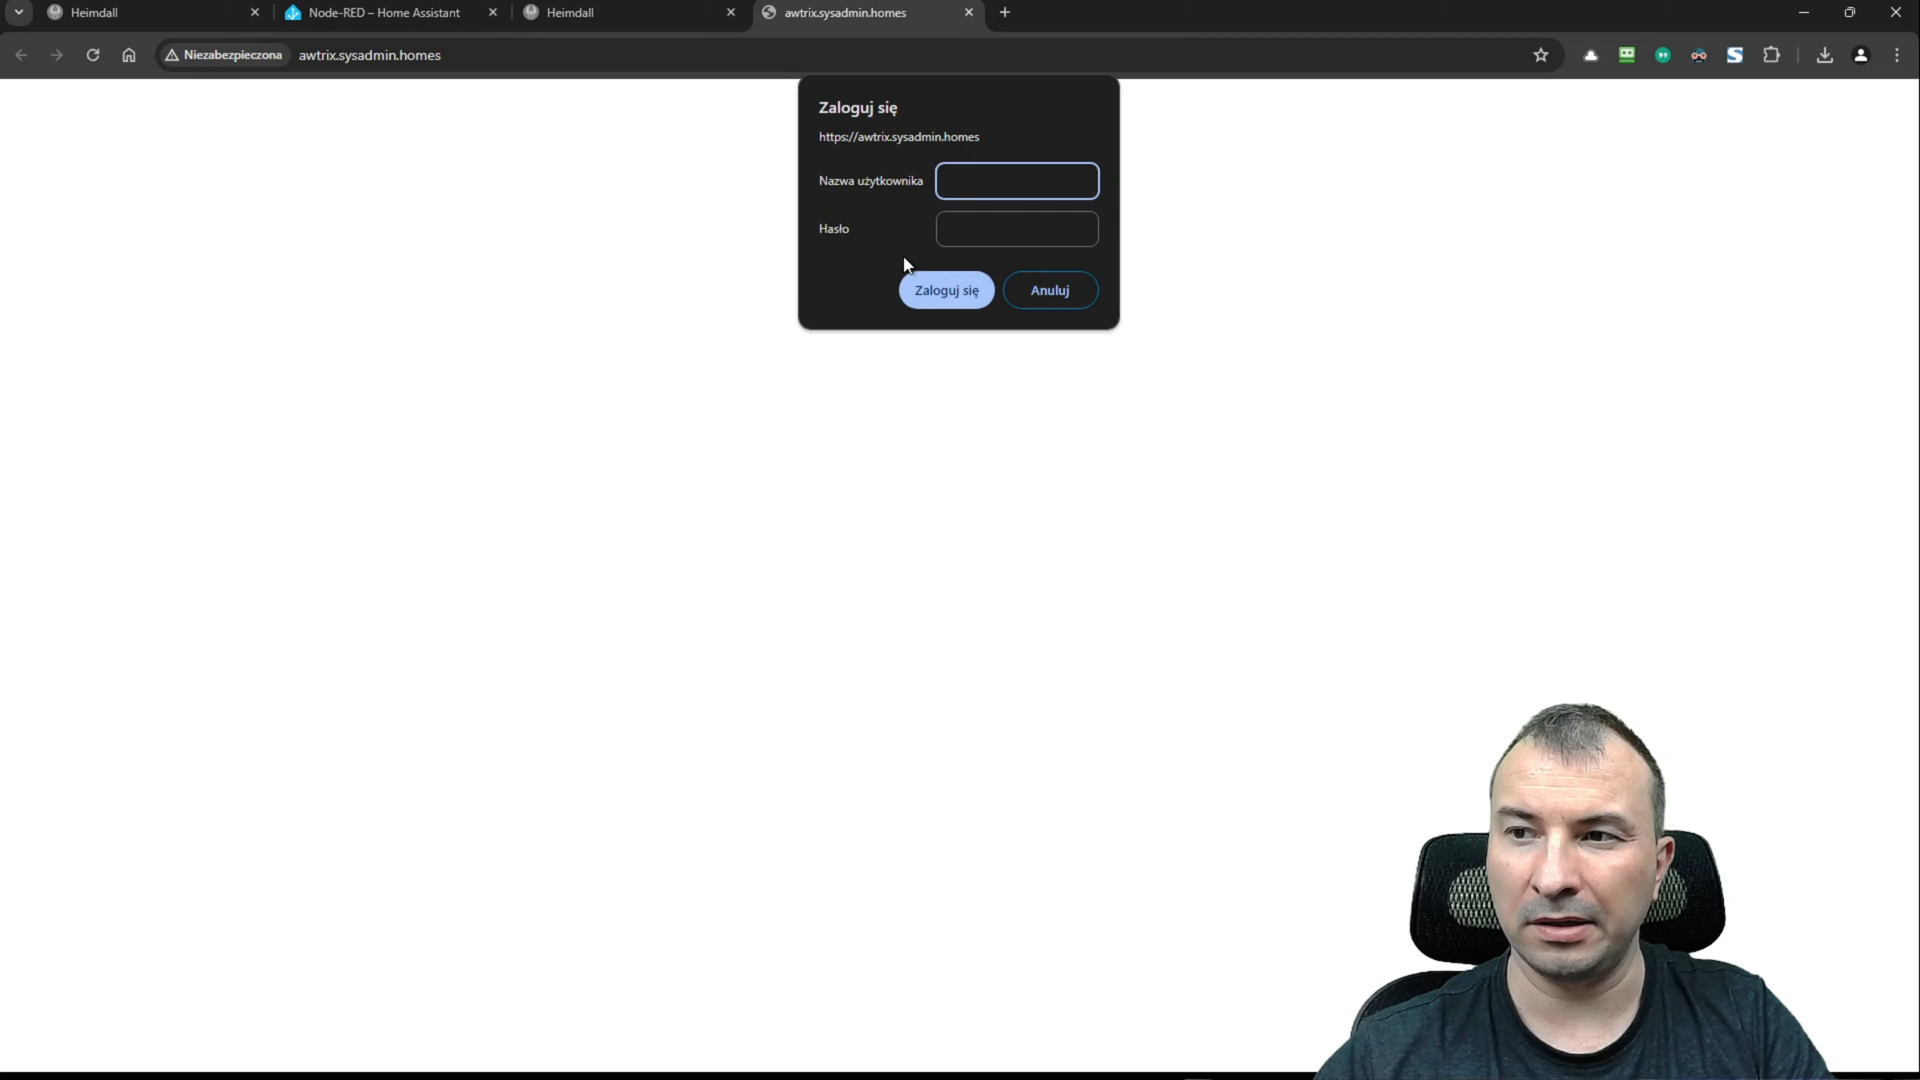 Heimdall
Node-RED – Home Assistant
Heimdall
awtrix.sysadmin.homes
Niezabezpieczona
awtrix.sysadmin.homes
Zaloguj się
https://awtrix.sysadmin.homes
Nazwa użytkownika
Hasło
Zaloguj się
Anuluj